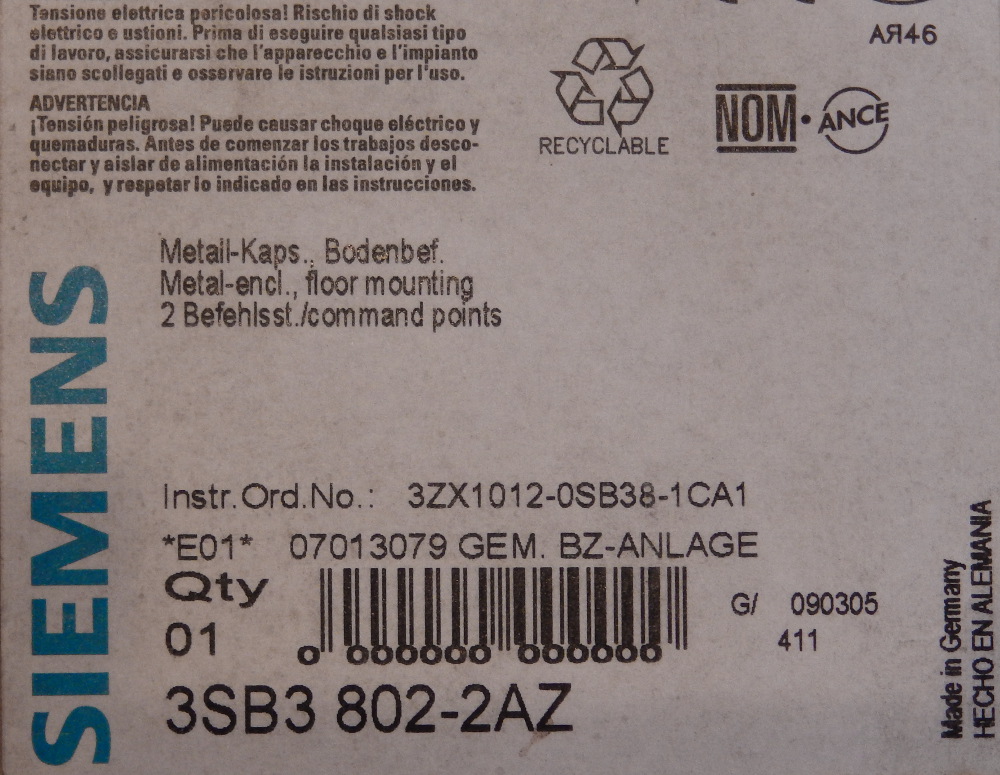 Tensione elettrica pericolosa! Rischio di shock
elettrico e ustioni. Prima di eseguire qualsiasi tipo
di lavoro, assicurarsi che l'apparecchio e l'impianto
siano scollegati e osservare le istruzioni per l'uso.
ADVERTENCIA
¡Tensión peligrosa! Puede causar choque eléctrico y
quemaduras. Antes de comenzar los trabajos desco-
nectar y aislar de alimentación la instalación y el
equipo, y respetar lo indicado en las instrucciones.
AЯ46
RECYCLABLE
NOM·ANCE
SIEMENS
Metall-Kaps., Bodenbef.
Metal-encl., floor mounting
2 Befehlsst./command points
Instr.Ord.No.: 3ZX1012-0SB38-1CA1
*E01* 07013079 GEM. BZ-ANLAGE
Qty
01
0 000000 000000
G/ 090305
411
3SB3 802-2AZ
Made in Germany
HECHO EN ALEMANIA